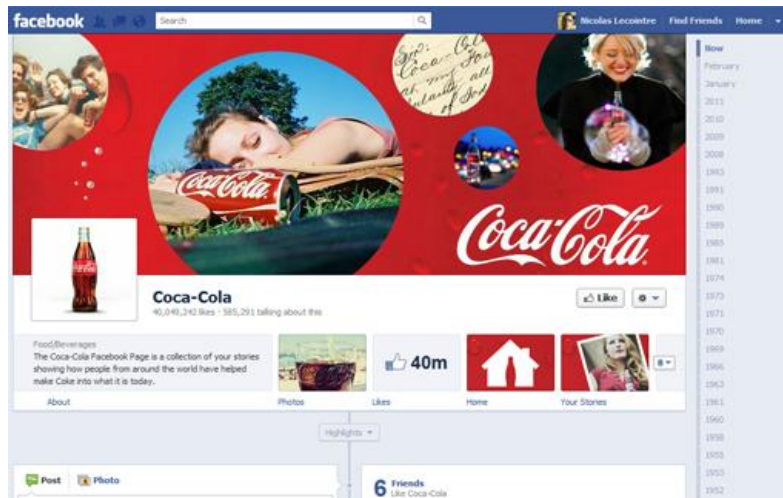 facebook
Search
Nicolas Lecointre Find Friends Home
Sir:
Coca-Cola
Coca-Cola
Coca-Cola
Coca-Cola
40,049,242 likes · 585,291 talking about this
Like
Food/Beverages
The Coca-Cola Facebook Page is a collection of your stories
showing how people from around the world have helped
make Coke into what it is today.
40m
About
Photos
Likes
Home
Your Stories
Highlights
Post
Photo
6 Friends
Like Coca-Cola
Now
February
January
2011
2010
2009
2008
1993
1991
1990
1989
1985
1981
1974
1973
1971
1970
1969
1966
1963
1961
1960
1958
1955
1953
1952